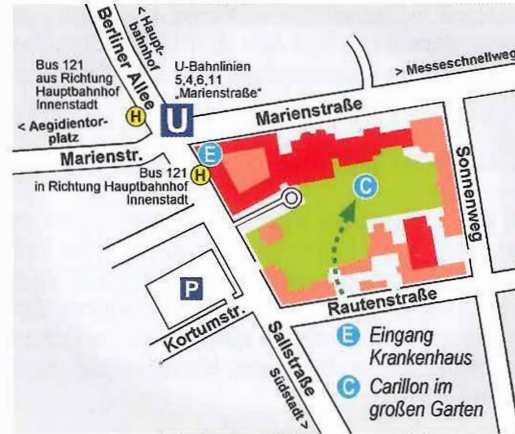 < Haupt-
bahnhof
Berliner Allee
Bus 121
aus Richtung
Hauptbahnhof
Innenstadt
H
U
U-Bahnlinien
5,4,6,11
„Marienstraße“
> Messeschnellweg
< Aegidientor-
platz
Marienstr.
Marienstraße
E
H
Bus 121
in Richtung Hauptbahnhof
Innenstadt
C
Sonnenweg
P
Kortumstr.
Rautenstraße
Sallstraße
Südstadt >
E Eingang
Krankenhaus
C Carillon im
großen Garten